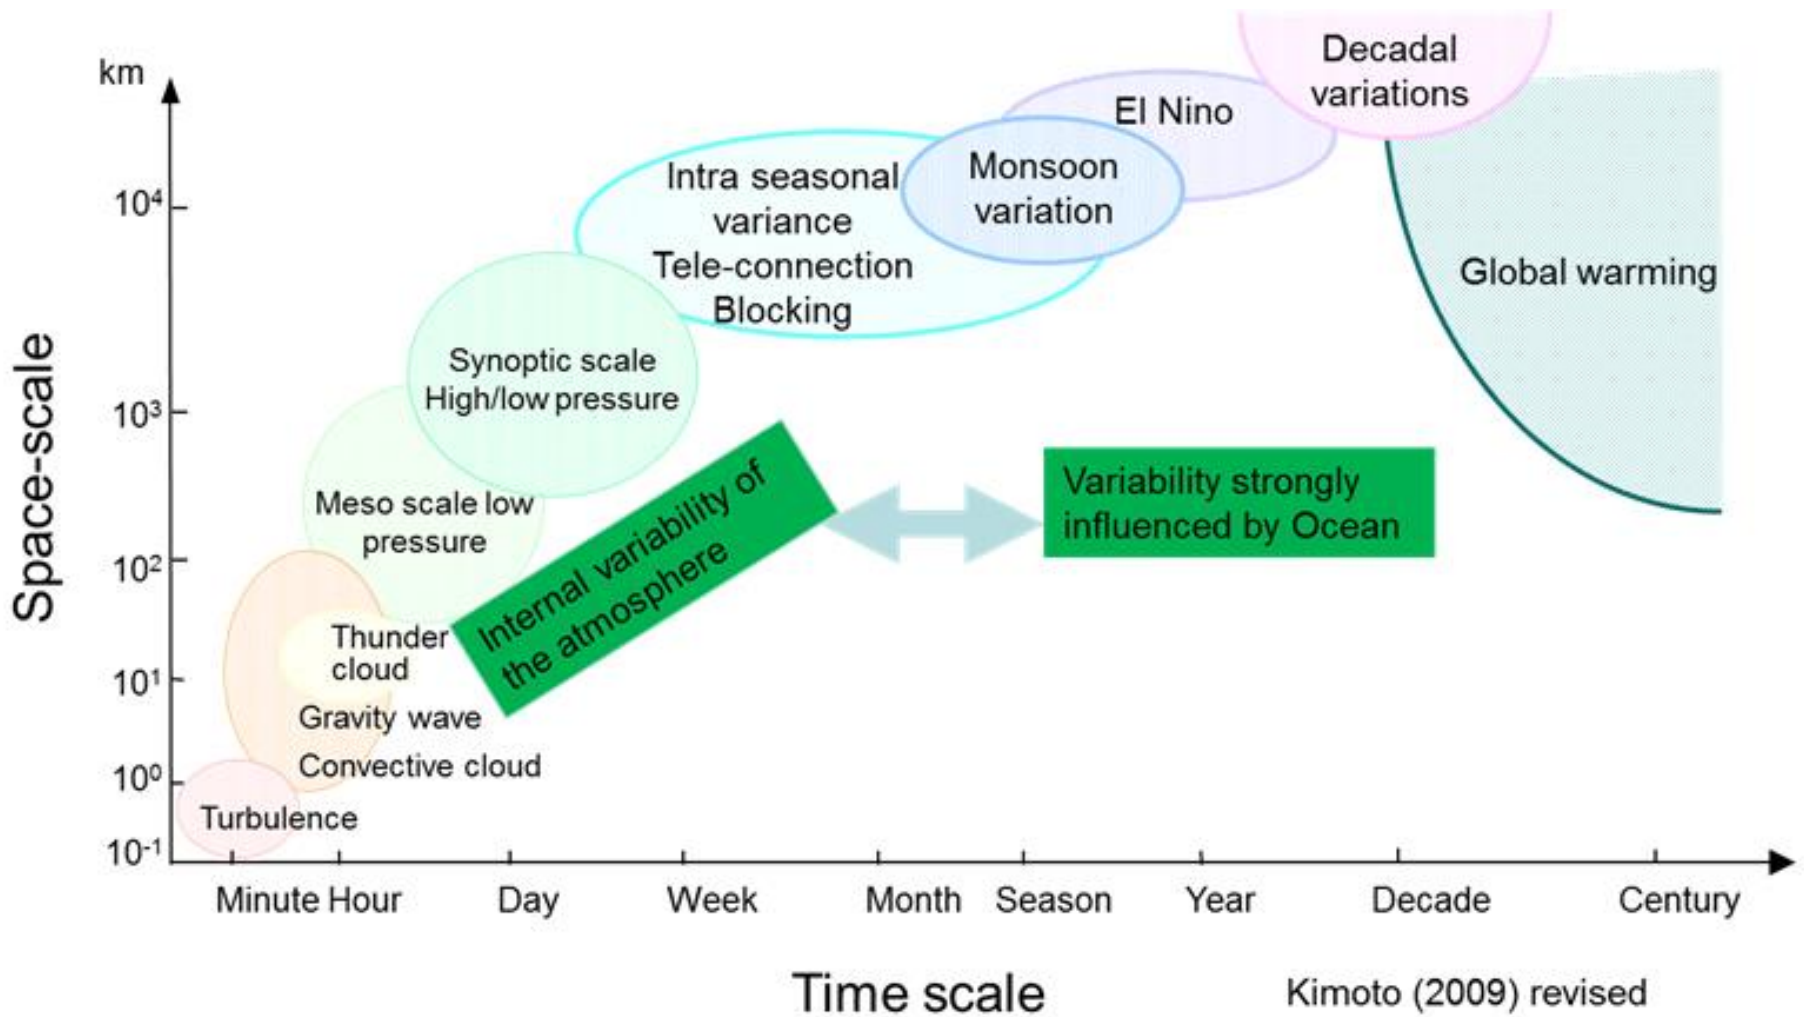 km
Decadal
variations
El Nino
Monsoon
variation
Intra seasonal
variance
Tele-connection
Blocking
10⁴
Global warming
Synoptic scale
High/low pressure
10³
Space-scale
Meso scale low
pressure
Internal variability of
the atmosphere
Variability strongly
influenced by Ocean
10²
Thunder
cloud
10¹
Gravity wave
Convective cloud
10⁰
Turbulence
10⁻¹
Minute Hour Day Week Month Season Year Decade Century
Time scale
Kimoto (2009) revised